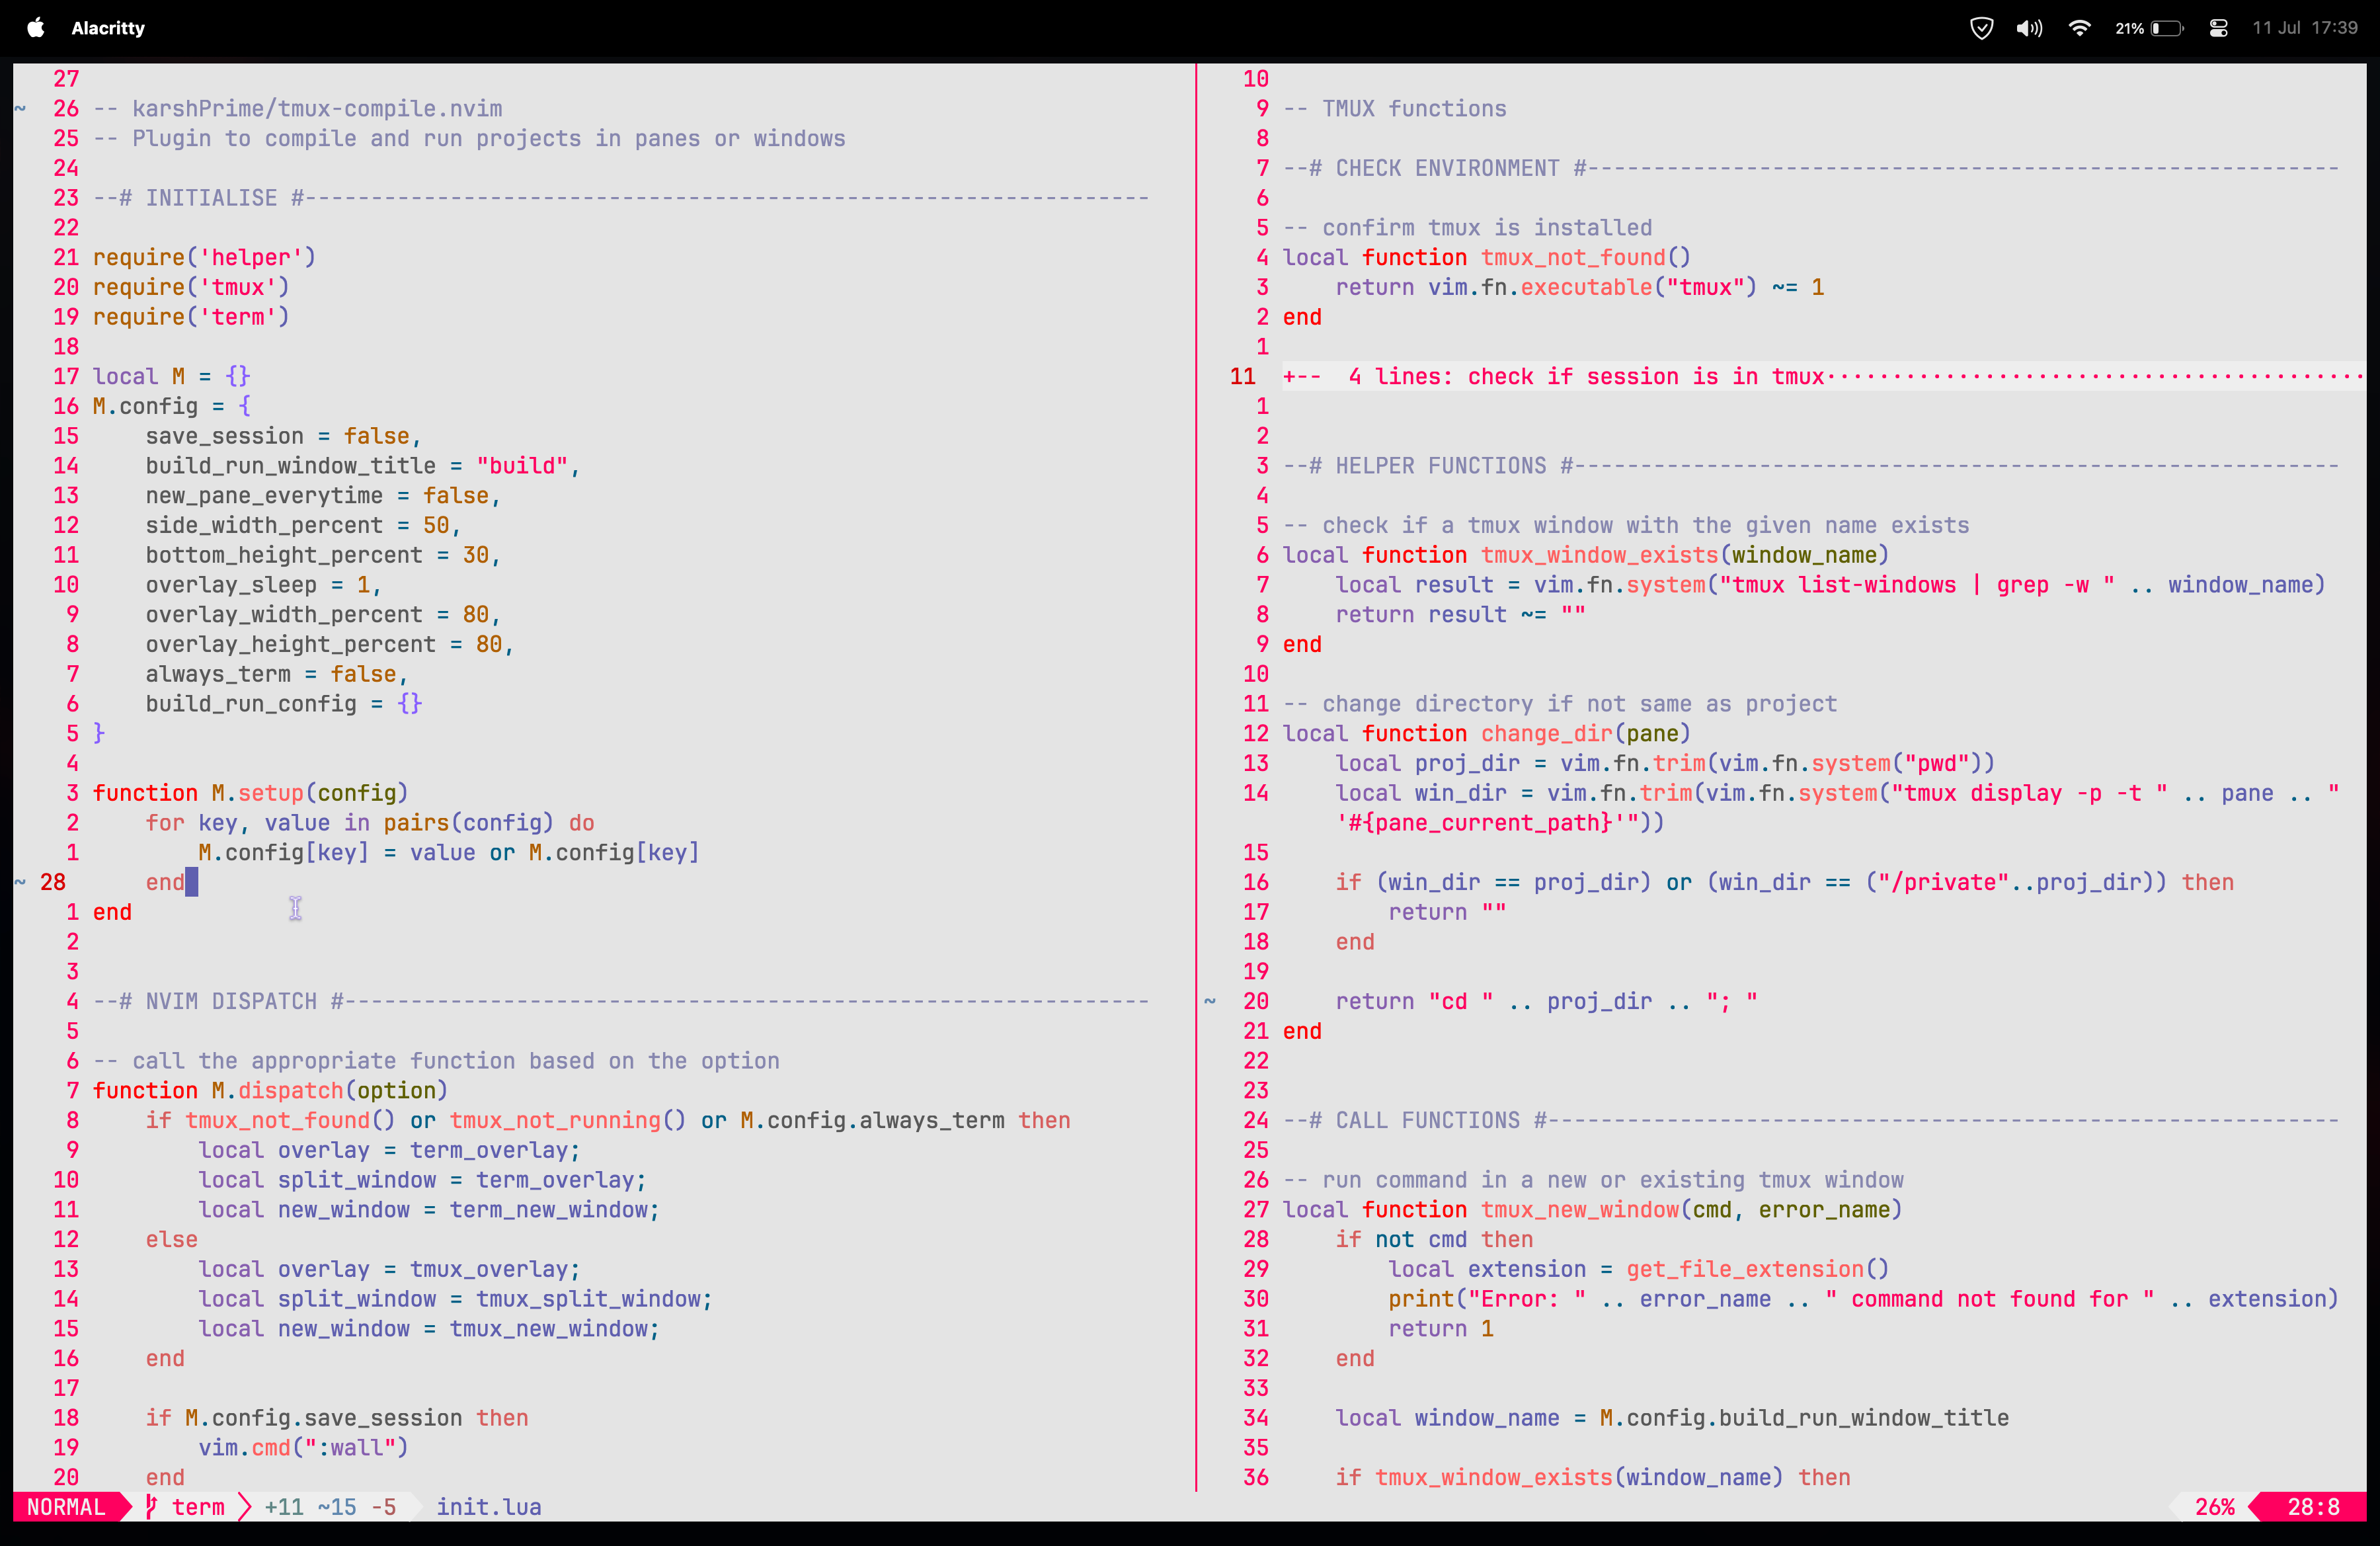 Alacritty
21%
11 Jul 17:39
27
~ 26 -- karshPrime/tmux-compile.nvim
25 -- Plugin to compile and run projects in panes or windows
24
23 --# INITIALISE #----------------------------------------------------------------
22
21 require('helper')
20 require('tmux')
19 require('term')
18
17 local M = {}
16 M.config = {
15     save_session = false,
14     build_run_window_title = "build",
13     new_pane_everytime = false,
12     side_width_percent = 50,
11     bottom_height_percent = 30,
10     overlay_sleep = 1,
9     overlay_width_percent = 80,
8     overlay_height_percent = 80,
7     always_term = false,
6     build_run_config = {}
5 }
4
3 function M.setup(config)
2     for key, value in pairs(config) do
1         M.config[key] = value or M.config[key]
~ 28     end
1 end
2
3
4 --# NVIM DISPATCH #-------------------------------------------------------------
5
6 -- call the appropriate function based on the option
7 function M.dispatch(option)
8     if tmux_not_found() or tmux_not_running() or M.config.always_term then
9         local overlay = term_overlay;
10         local split_window = term_overlay;
11         local new_window = term_new_window;
12     else
13         local overlay = tmux_overlay;
14         local split_window = tmux_split_window;
15         local new_window = tmux_new_window;
16     end
17
18     if M.config.save_session then
19         vim.cmd(":wall")
20     end
10
9 -- TMUX functions
8
7 --# CHECK ENVIRONMENT #---------------------------------------------------------
6
5 -- confirm tmux is installed
4 local function tmux_not_found()
3     return vim.fn.executable("tmux") ~= 1
2 end
1
11 +--  4 lines: check if session is in tmux·········································
1
2
3 --# HELPER FUNCTIONS #----------------------------------------------------------
4
5 -- check if a tmux window with the given name exists
6 local function tmux_window_exists(window_name)
7     local result = vim.fn.system("tmux list-windows | grep -w " .. window_name)
8     return result ~= ""
9 end
10
11 -- change directory if not same as project
12 local function change_dir(pane)
13     local proj_dir = vim.fn.trim(vim.fn.system("pwd"))
14     local win_dir = vim.fn.trim(vim.fn.system("tmux display -p -t " .. pane .. "
'#{pane_current_path}'"))
15
16     if (win_dir == proj_dir) or (win_dir == ("/private"..proj_dir)) then
17         return ""
18     end
19
~ 20     return "cd " .. proj_dir .. "; "
21 end
22
23
24 --# CALL FUNCTIONS #------------------------------------------------------------
25
26 -- run command in a new or existing tmux window
27 local function tmux_new_window(cmd, error_name)
28     if not cmd then
29         local extension = get_file_extension()
30         print("Error: " .. error_name .. " command not found for " .. extension)
31         return 1
32     end
33
34     local window_name = M.config.build_run_window_title
35
36     if tmux_window_exists(window_name) then
NORMAL term +11 ~15 -5 init.lua 26% 28:8